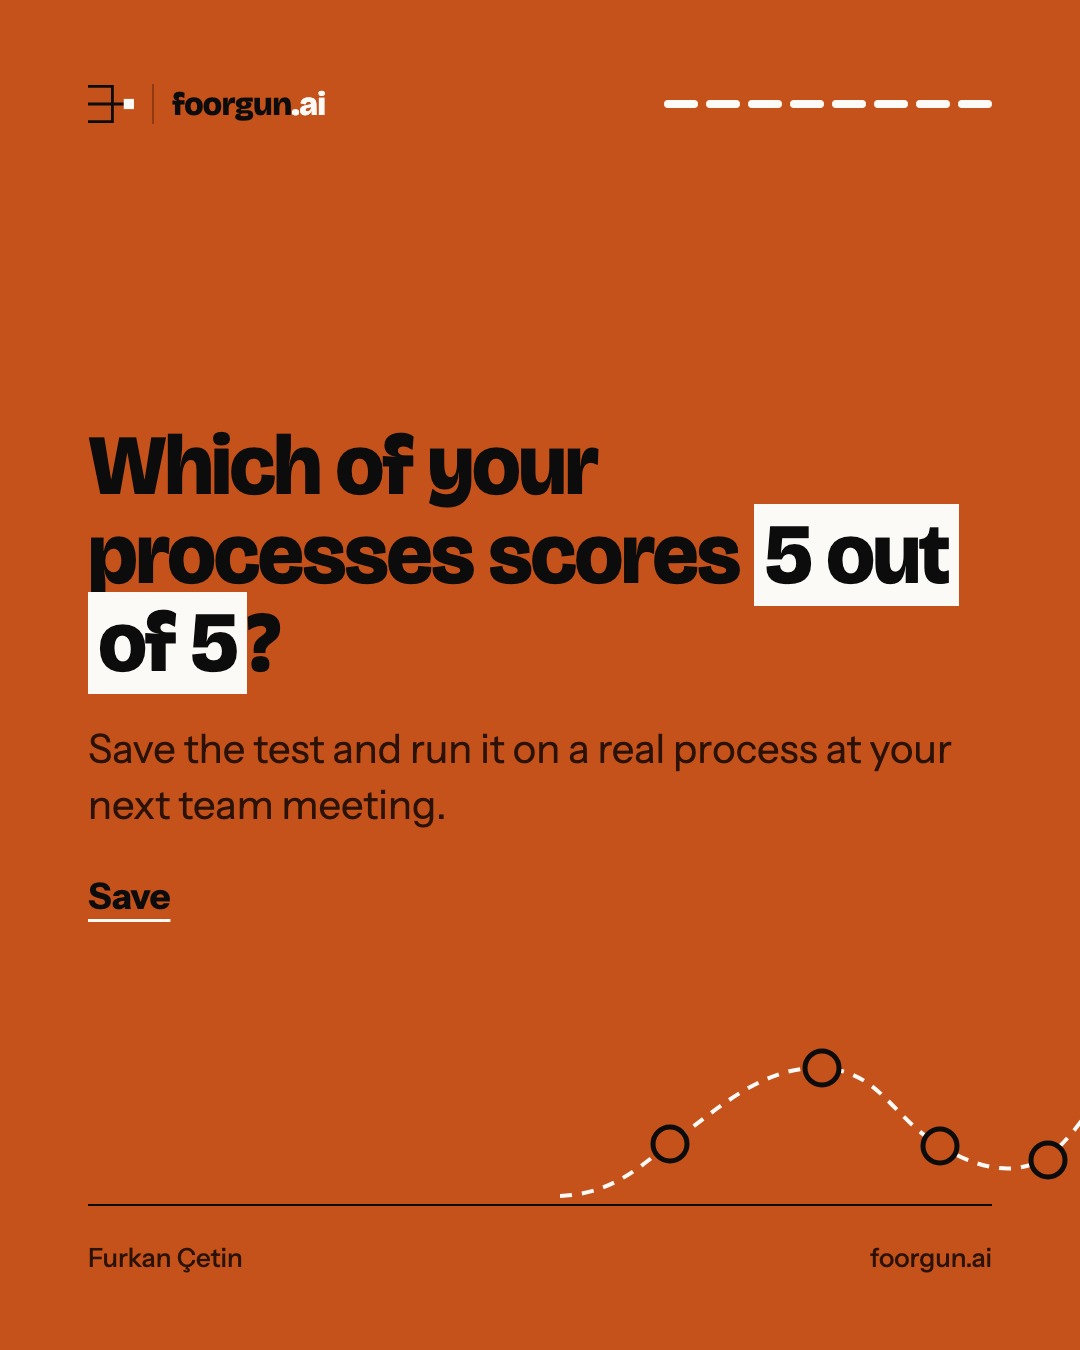 foorgun.ai
Which of your
processes scores 5 out
of 5?
Save the test and run it on a real process at your
next team meeting.
Save
Furkan Çetin
foorgun.ai